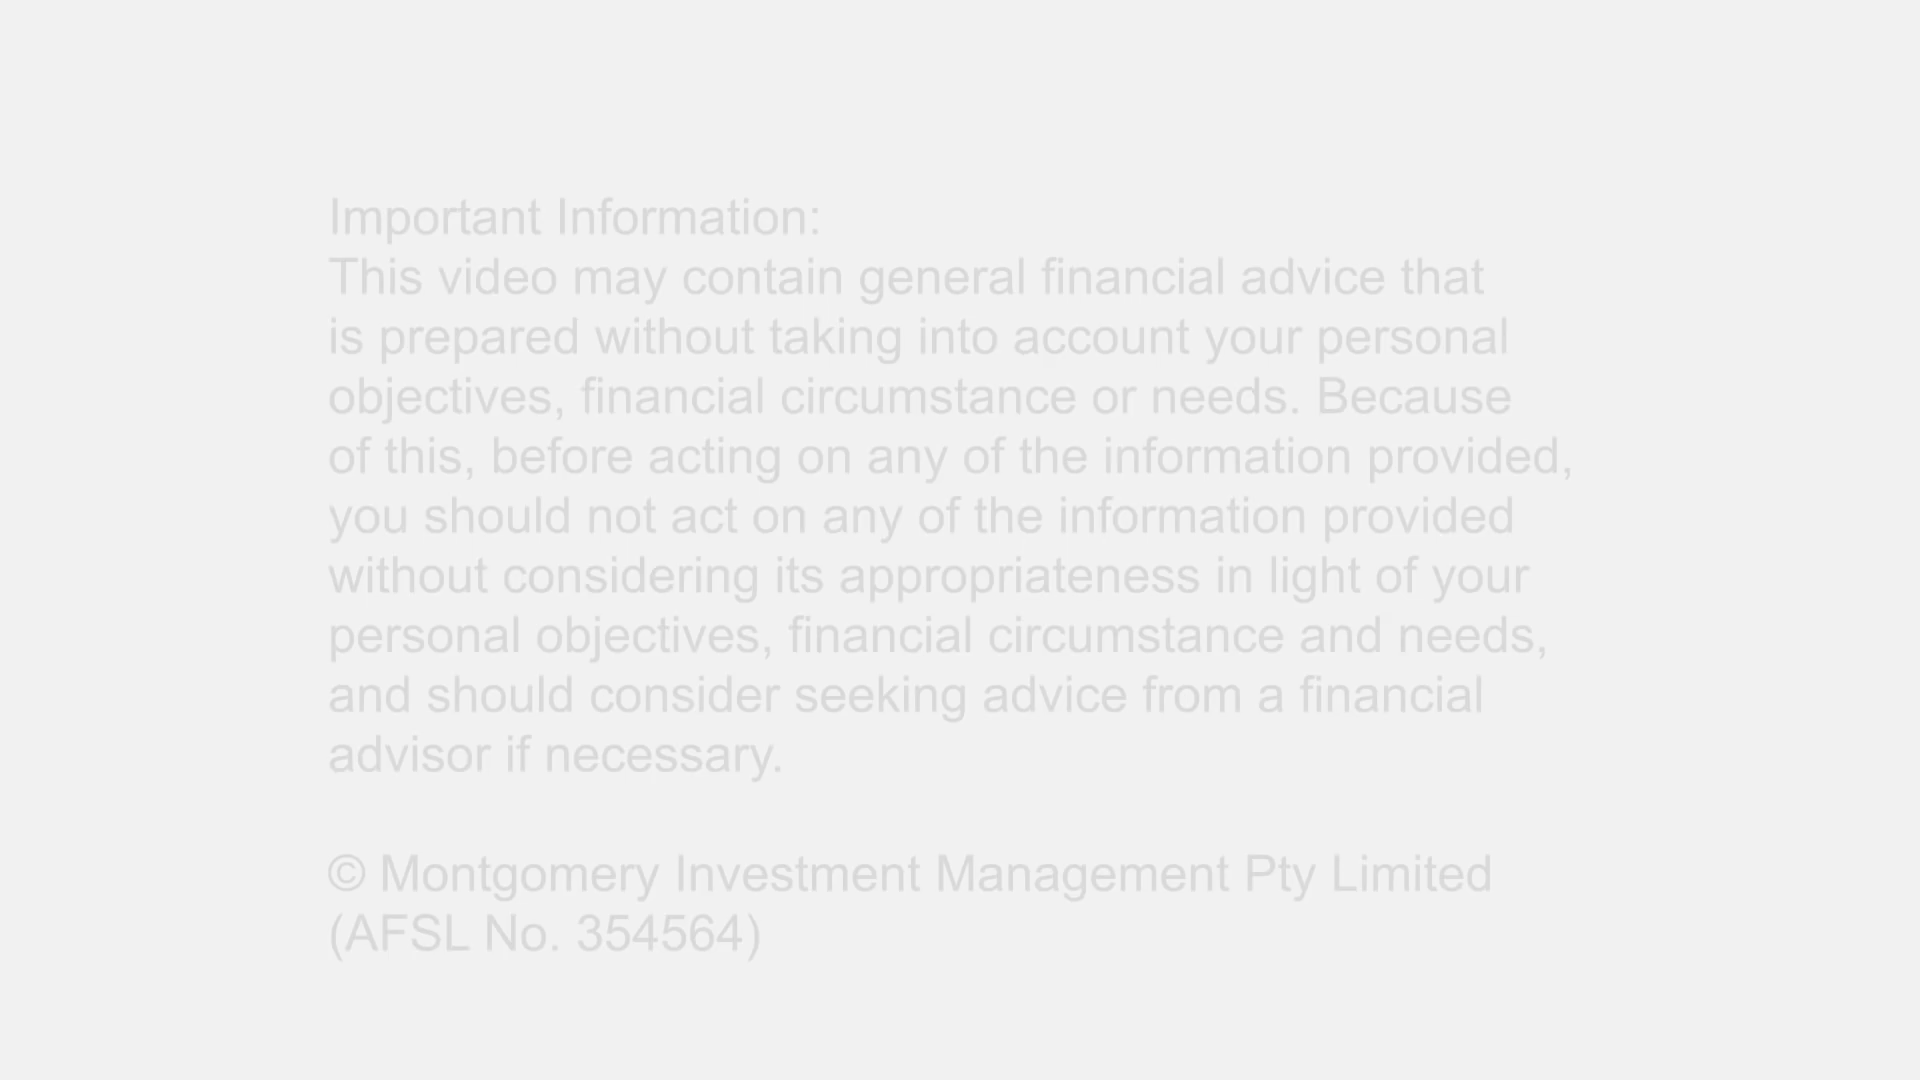 Important Information:
This video may contain general financial advice that
is prepared without taking into account your personal
objectives, financial circumstance or needs. Because
of this, before acting on any of the information provided,
you should not act on any of the information provided
without considering its appropriateness in light of your
personal objectives, financial circumstance and needs,
and should consider seeking advice from a financial
advisor if necessary.
© Montgomery Investment Management Pty Limited
(AFSL No. 354564)